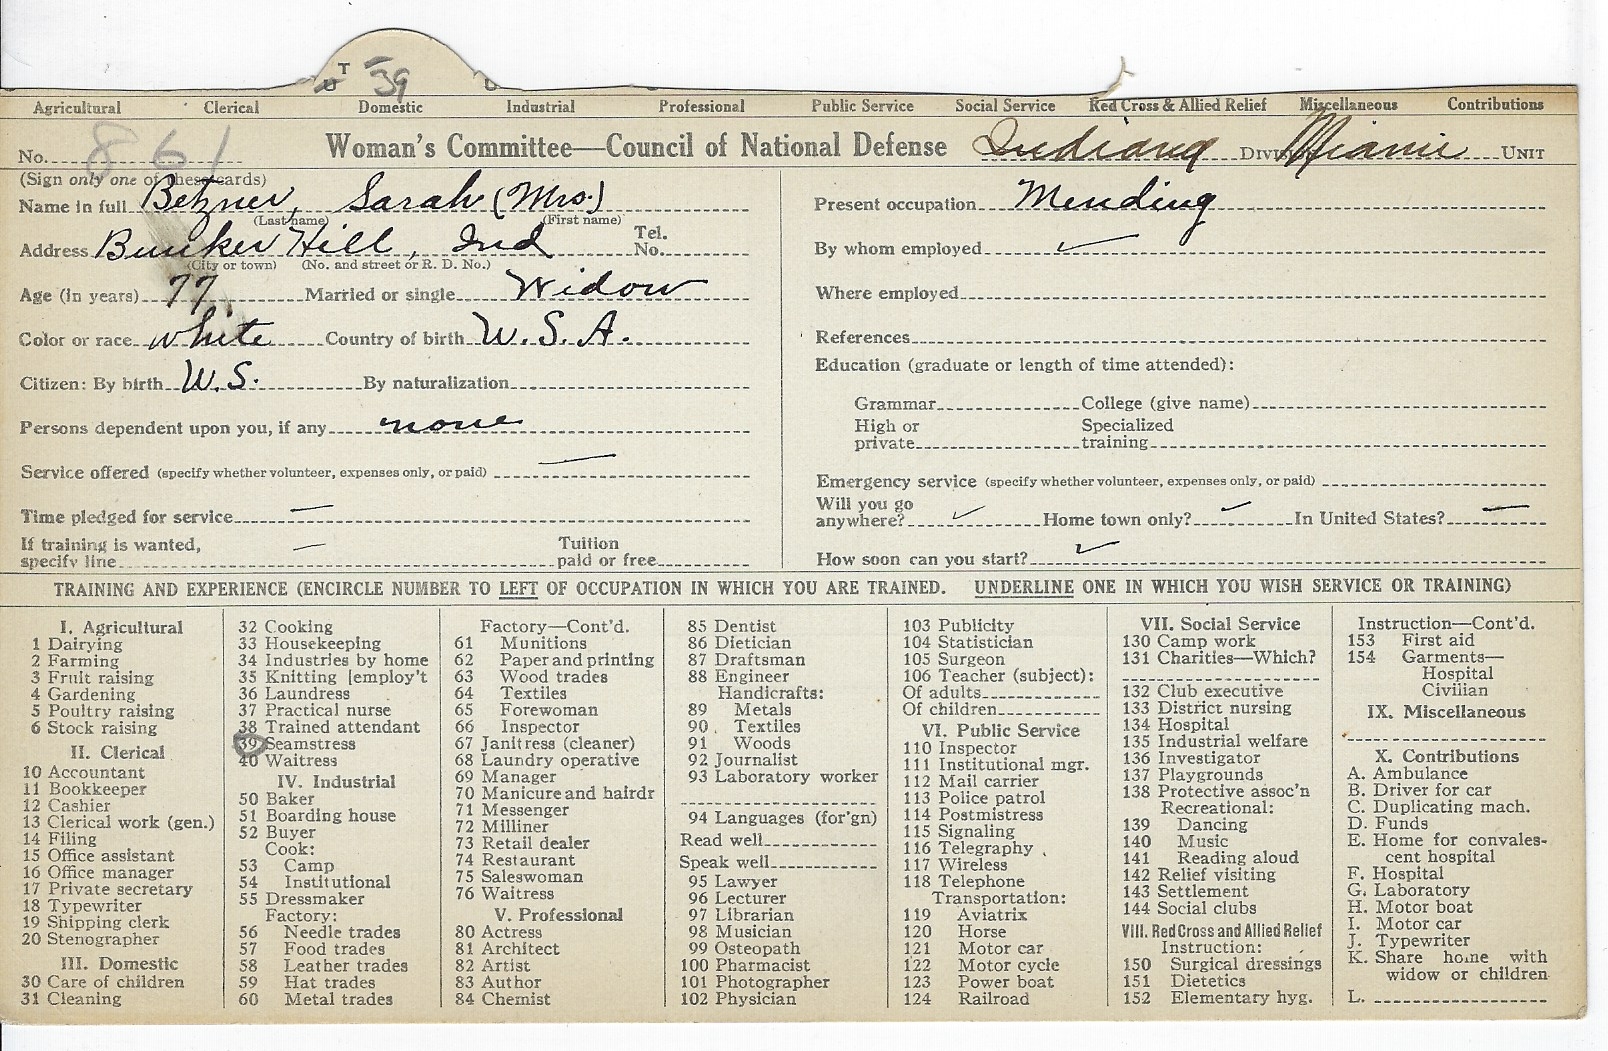 T 39
Agricultural Clerical Domestic Industrial Professional Public Service Social Service Red Cross & Allied Relief Miscellaneous Contributions
No. 861 Woman's Committee—Council of National Defense Indiana Division Miami Unit
(Sign only one of these cards)
Name in full Betzner, Sarah (Mrs.)
(Last name) (First name)
Address Bunker Hill, Ind Tel. No.
(City or town) (No. and street or R. D. No.)
Age (in years) 77 Married or single Widow
Color or race white Country of birth U.S.A.
Citizen: By birth U.S. By naturalization
Persons dependent upon you, if any none
Service offered (specify whether volunteer, expenses only, or paid) —
Time pledged for service —
If training is wanted, specify line — Tuition paid or free
Present occupation Mending
By whom employed ✓
Where employed
References
Education (graduate or length of time attended):
Grammar College (give name)
High or private Specialized training
Emergency service (specify whether volunteer, expenses only, or paid)
Will you go anywhere? ✓ Home town only? ✓ In United States? —
How soon can you start? ✓
TRAINING AND EXPERIENCE (ENCIRCLE NUMBER TO LEFT OF OCCUPATION IN WHICH YOU ARE TRAINED. UNDERLINE ONE IN WHICH YOU WISH SERVICE OR TRAINING)
I. Agricultural
1 Dairying
2 Farming
3 Fruit raising
4 Gardening
5 Poultry raising
6 Stock raising
II. Clerical
10 Accountant
11 Bookkeeper
12 Cashier
13 Clerical work (gen.)
14 Filing
15 Office assistant
16 Office manager
17 Private secretary
18 Typewriter
19 Shipping clerk
20 Stenographer
III. Domestic
30 Care of children
31 Cleaning
32 Cooking
33 Housekeeping
34 Industries by home
35 Knitting [employ't
36 Laundress
37 Practical nurse
38 Trained attendant
39 Seamstress
40 Waitress
IV. Industrial
50 Baker
51 Boarding house
52 Buyer
Cook:
53 Camp
54 Institutional
55 Dressmaker
Factory:
56 Needle trades
57 Food trades
58 Leather trades
59 Hat trades
60 Metal trades
Factory—Cont'd.
61 Munitions
62 Paper and printing
63 Wood trades
64 Textiles
65 Forewoman
66 Inspector
67 Janitress (cleaner)
68 Laundry operative
69 Manager
70 Manicure and hairdr
71 Messenger
72 Milliner
73 Retail dealer
74 Restaurant
75 Saleswoman
76 Waitress
V. Professional
80 Actress
81 Architect
82 Artist
83 Author
84 Chemist
85 Dentist
86 Dietician
87 Draftsman
88 Engineer
Handicrafts:
89 Metals
90 Textiles
91 Woods
92 Journalist
93 Laboratory worker
94 Languages (for'gn)
Read well
Speak well
95 Lawyer
96 Lecturer
97 Librarian
98 Musician
99 Osteopath
100 Pharmacist
101 Photographer
102 Physician
103 Publicity
104 Statistician
105 Surgeon
106 Teacher (subject):
Of adults
Of children
VI. Public Service
110 Inspector
111 Institutional mgr.
112 Mail carrier
113 Police patrol
114 Postmistress
115 Signaling
116 Telegraphy
117 Wireless
118 Telephone
Transportation:
119 Aviatrix
120 Horse
121 Motor car
122 Motor cycle
123 Power boat
124 Railroad
VII. Social Service
130 Camp work
131 Charities—Which?
132 Club executive
133 District nursing
134 Hospital
135 Industrial welfare
136 Investigator
137 Playgrounds
138 Protective assoc'n
Recreational:
139 Dancing
140 Music
141 Reading aloud
142 Relief visiting
143 Settlement
144 Social clubs
VIII. Red Cross and Allied Relief
Instruction:
150 Surgical dressings
151 Dietetics
152 Elementary hyg.
Instruction—Cont'd.
153 First aid
154 Garments—
Hospital
Civilian
IX. Miscellaneous
X. Contributions
A. Ambulance
B. Driver for car
C. Duplicating mach.
D. Funds
E. Home for convales-
cent hospital
F. Hospital
G. Laboratory
H. Motor boat
I. Motor car
J. Typewriter
K. Share home with
widow or children
L.